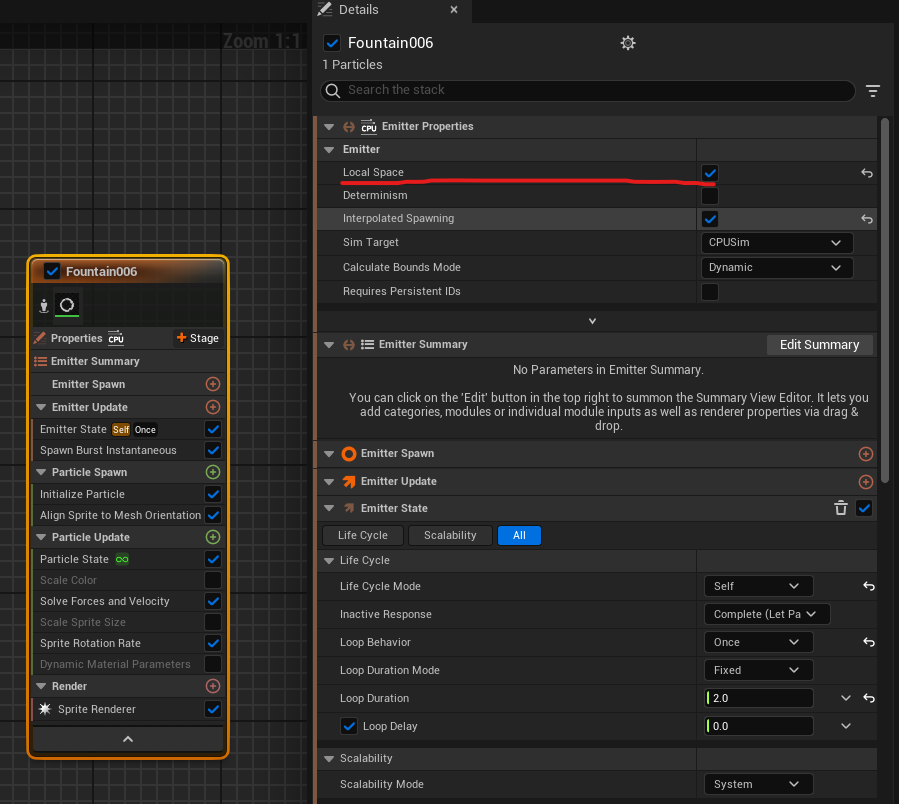 Zoom 1:1
Fountain006
Properties CPU + Stage
Emitter Summary
Emitter Spawn
Emitter Update
Emitter State Self Once
Spawn Burst Instantaneous
Particle Spawn
Initialize Particle
Align Sprite to Mesh Orientation
Particle Update
Particle State
Scale Color
Solve Forces and Velocity
Scale Sprite Size
Sprite Rotation Rate
Dynamic Material Parameters
Render
Sprite Renderer
Details
Fountain006
1 Particles
Search the stack
CPU Emitter Properties
Emitter
Local Space
Determinism
Interpolated Spawning
Sim Target CPUSim
Calculate Bounds Mode Dynamic
Requires Persistent IDs
Emitter Summary Edit Summary
No Parameters in Emitter Summary.
You can click on the 'Edit' button in the top right to summon the Summary View Editor. It lets you
add categories, modules or individual module inputs as well as renderer properties via drag &
drop.
Emitter Spawn
Emitter Update
Emitter State
Life Cycle Scalability All
Life Cycle
Life Cycle Mode Self
Inactive Response Complete (Let Pa
Loop Behavior Once
Loop Duration Mode Fixed
Loop Duration 2.0
Loop Delay 0.0
Scalability
Scalability Mode System